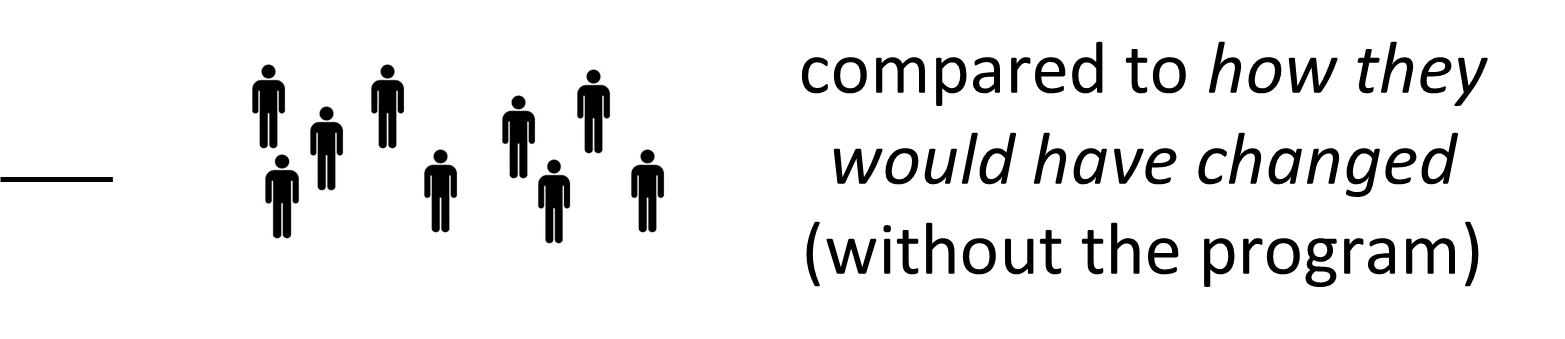 compared to how they
would have changed
(without the program)